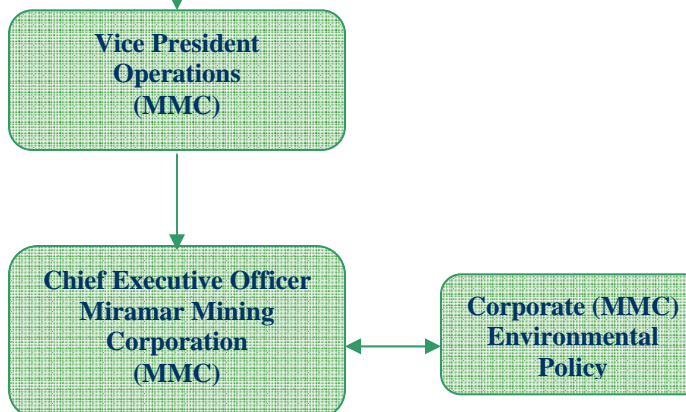 Vice President
Operations
(MMC)
Chief Executive Officer
Miramar Mining
Corporation
(MMC)
Corporate (MMC)
Environmental
Policy